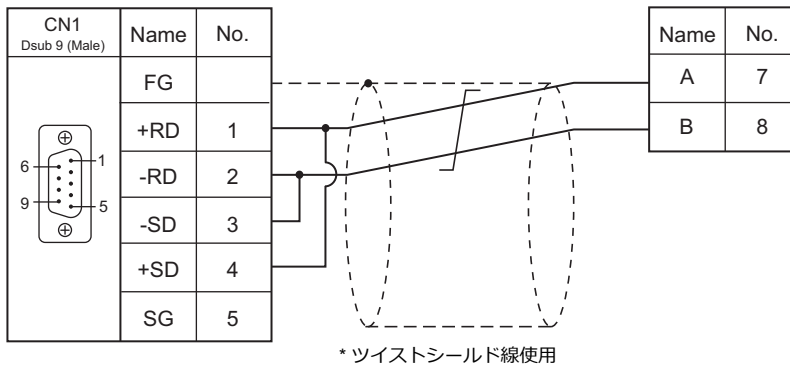 CN1
Dsub 9 (Male)
Name No.
FG
+RD 1
-RD 2
-SD 3
+SD 4
SG 5
6
1
9
5
Name No.
A 7
B 8
* ツイストシールド線使用